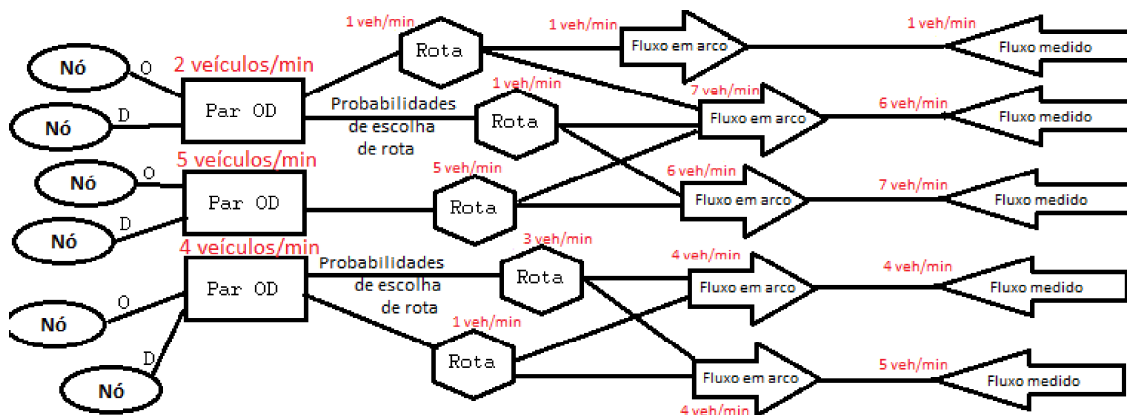 1 veh/min
Rota
1 veh/min
Fluxo em arco
1 veh/min
Fluxo medido
Nó
O
2 veículos/min
Par OD
Nó
D
Probabilidades
de escolha
de rota
1 veh/min
Rota
7 veh/min
Fluxo em arco
6 veh/min
Fluxo medido
Nó
O
5 veículos/min
Par OD
Nó
D
5 veh/min
Rota
6 veh/min
Fluxo em arco
7 veh/min
Fluxo medido
4 veículos/min
Par OD
Nó
O
Nó
D
Probabilidades
de escolha
de rota
3 veh/min
Rota
4 veh/min
Fluxo em arco
4 veh/min
Fluxo medido
1 veh/min
Rota
Fluxo em arco
4 veh/min
5 veh/min
Fluxo medido